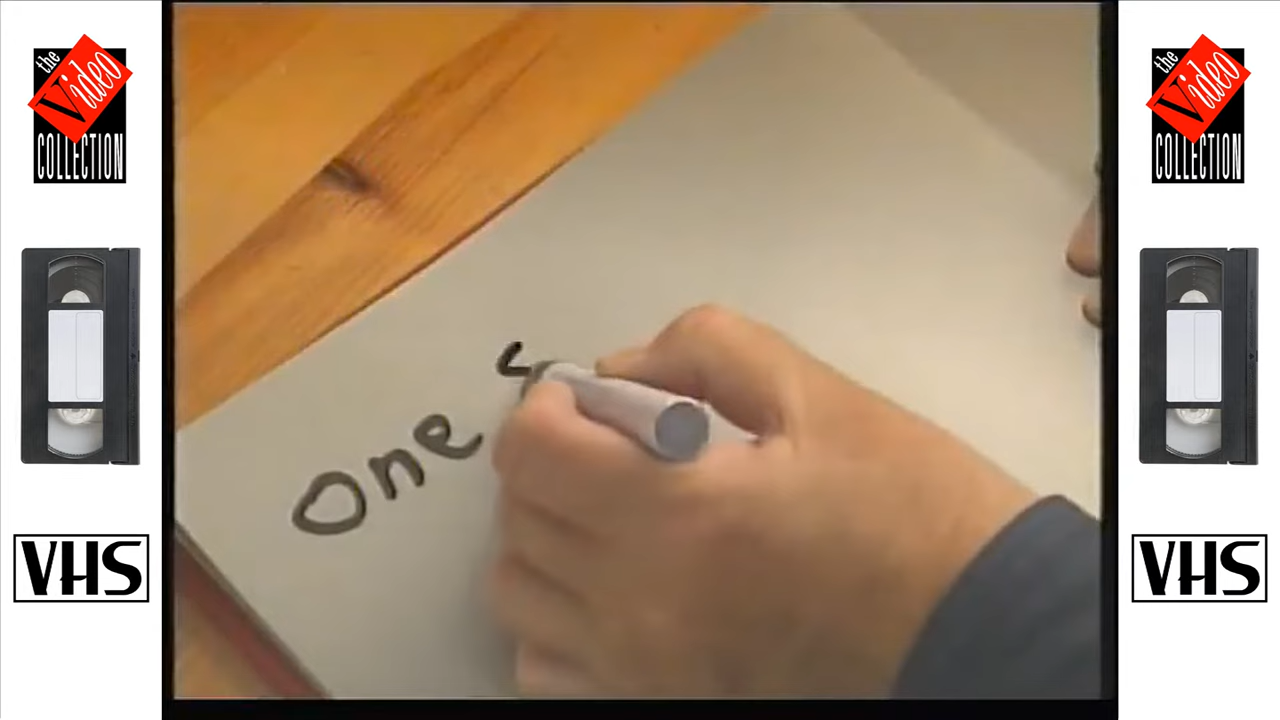 the
Video
COLLECTION
VHS
One
the
Video
COLLECTION
VHS